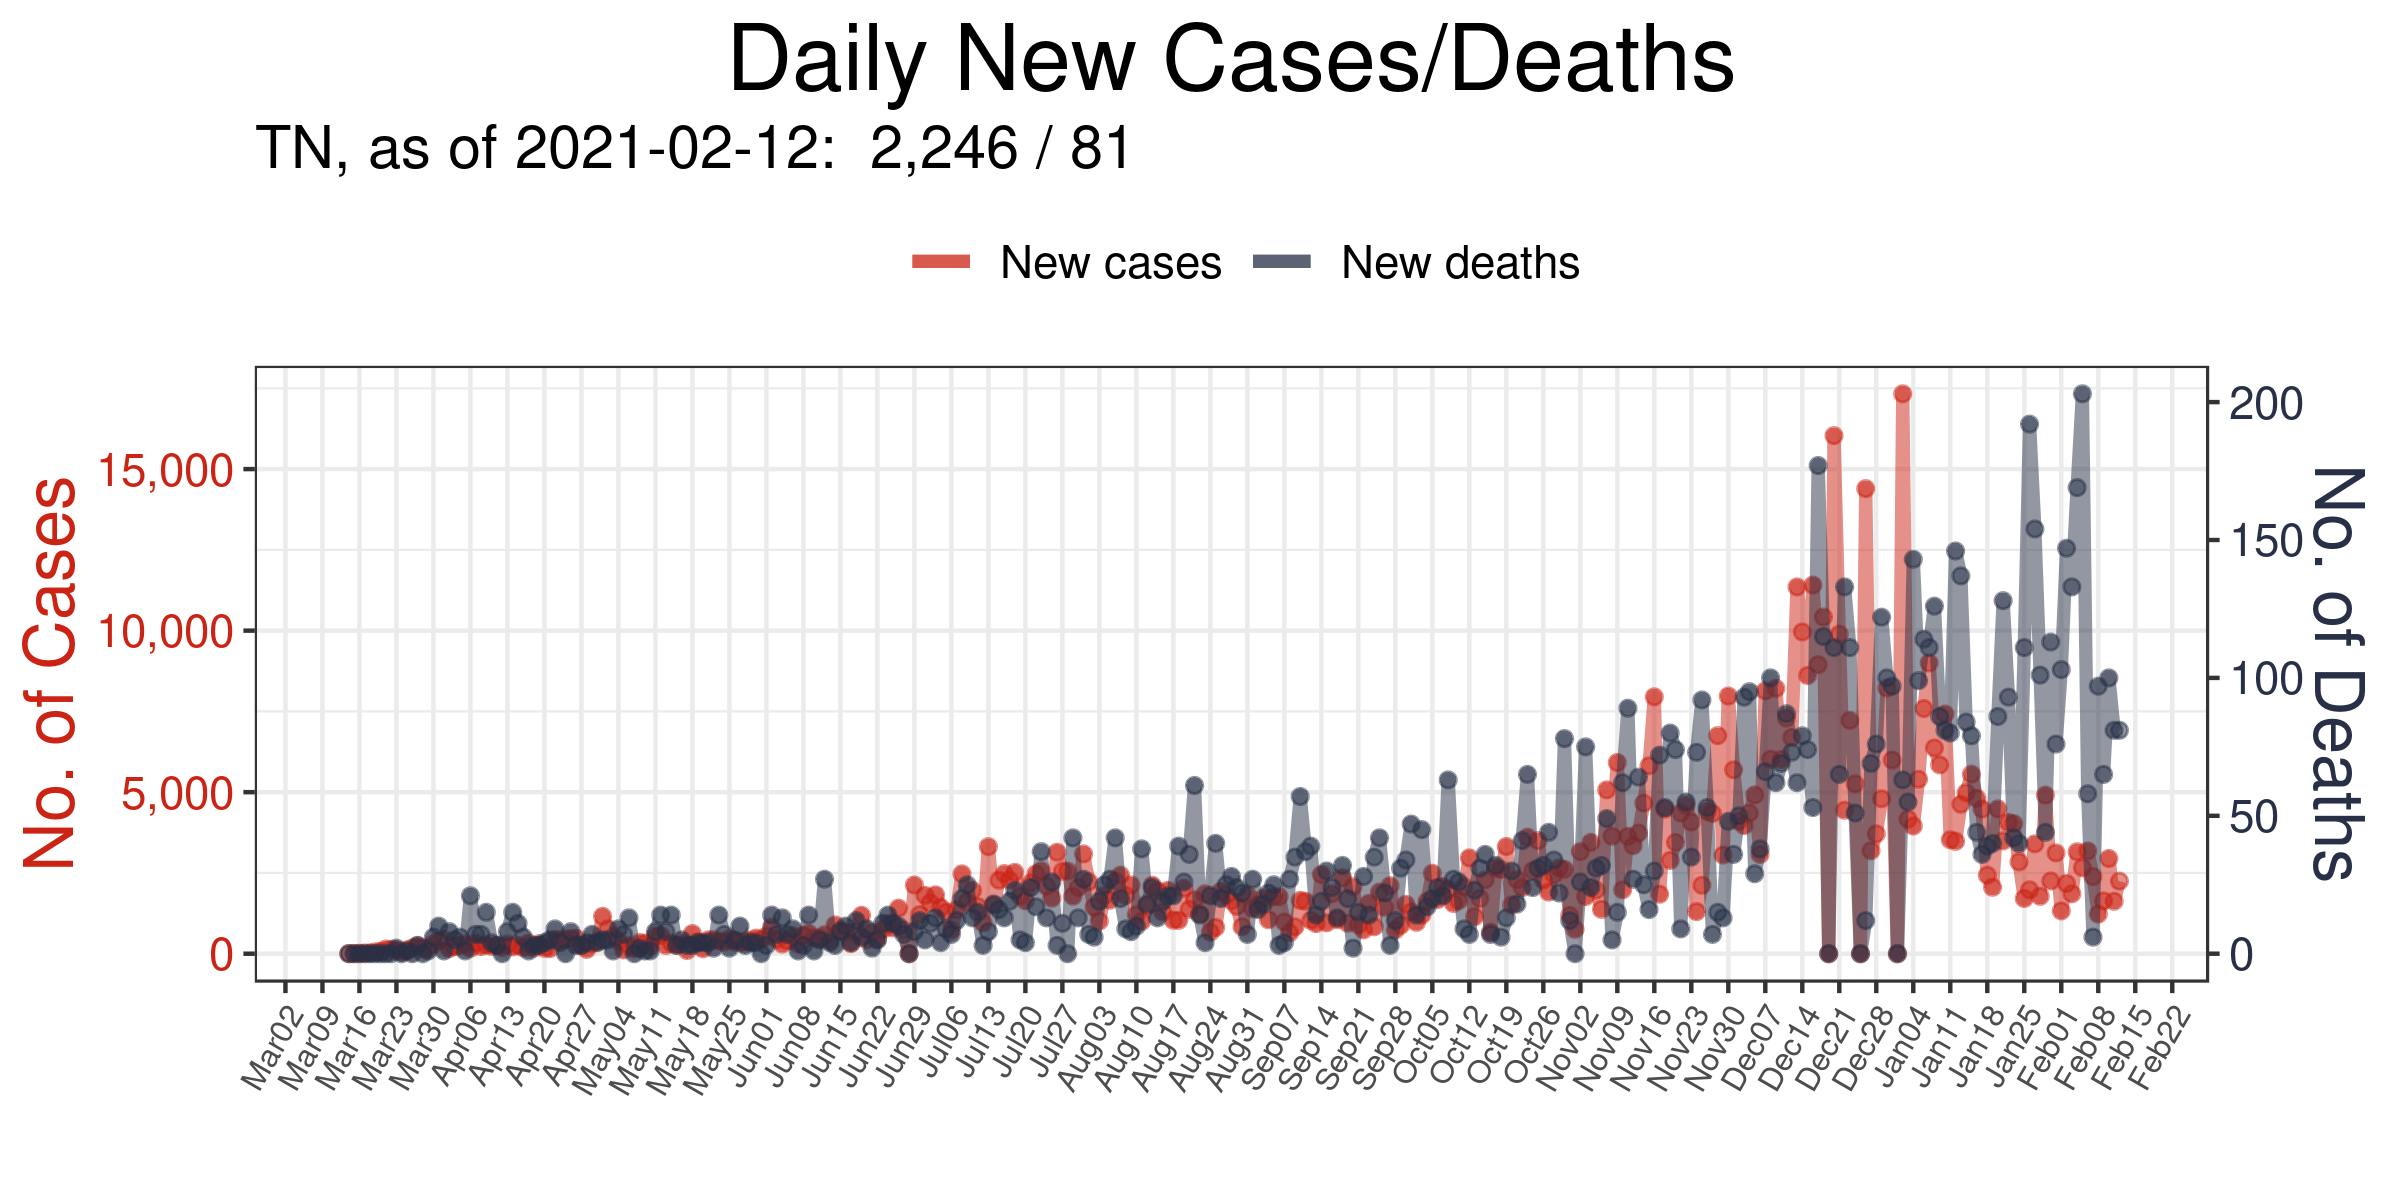 Daily New Cases/Deaths
TN, as of 2021-02-12:  2,246 / 81
New cases New deaths
No. of Cases
15,000
10,000
5,000
0
200
150
100
50
0
No. of Deaths
Mar02 Mar09 Mar16 Mar23 Mar30 Apr06 Apr13 Apr20 Apr27 May04 May11 May18 May25 Jun01 Jun08 Jun15 Jun22 Jun29 Jul06 Jul13 Jul20 Jul27 Aug03 Aug10 Aug17 Aug24 Aug31 Sep07 Sep14 Sep21 Sep28 Oct05 Oct12 Oct19 Oct26 Nov02 Nov09 Nov16 Nov23 Nov30 Dec07 Dec14 Dec21 Dec28 Jan04 Jan11 Jan18 Jan25 Feb01 Feb08 Feb15 Feb22